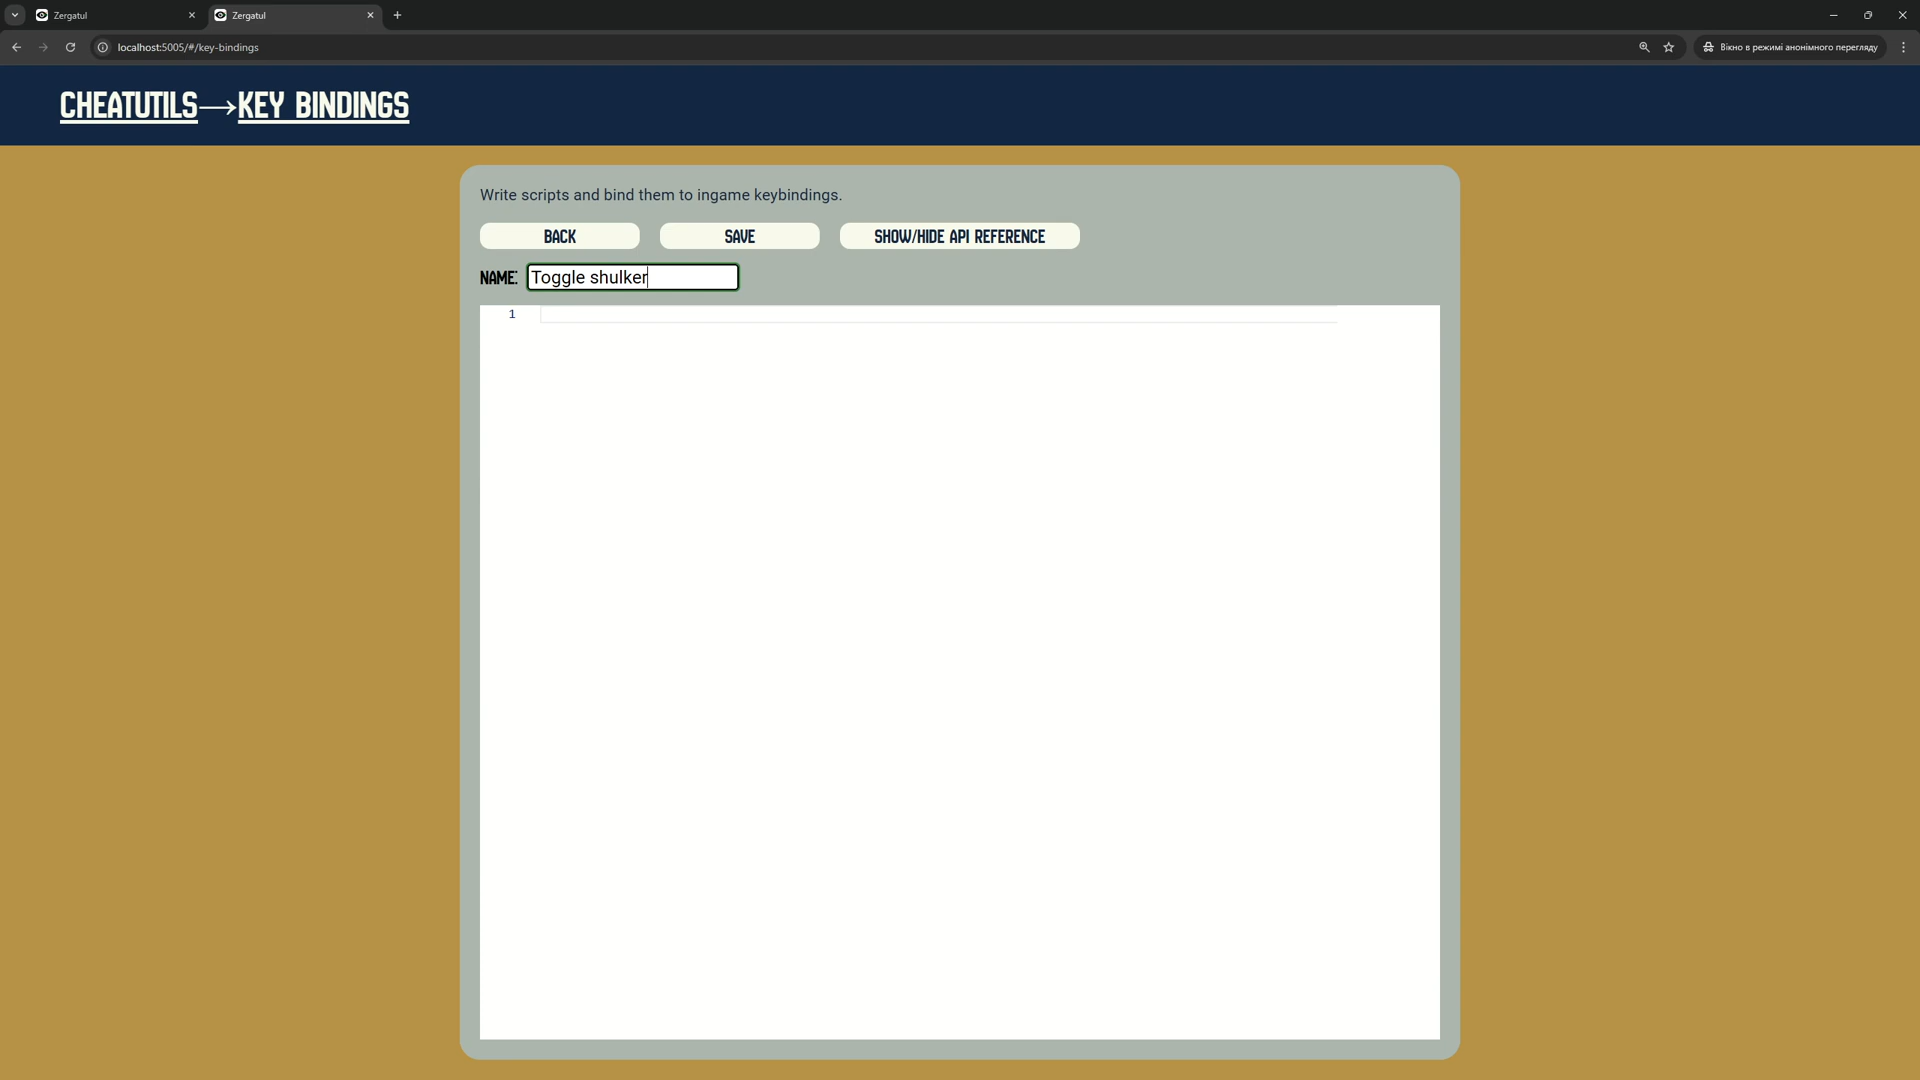 Zergatul
Zergatul
localhost:5005/#/key-bindings
Вікно в режимі анонімного перегляду
CHEATUTILS→KEY BINDINGS
Write scripts and bind them to ingame keybindings.
BACK SAVE SHOW/HIDE API REFERENCE
NAME: Toggle shulker
1